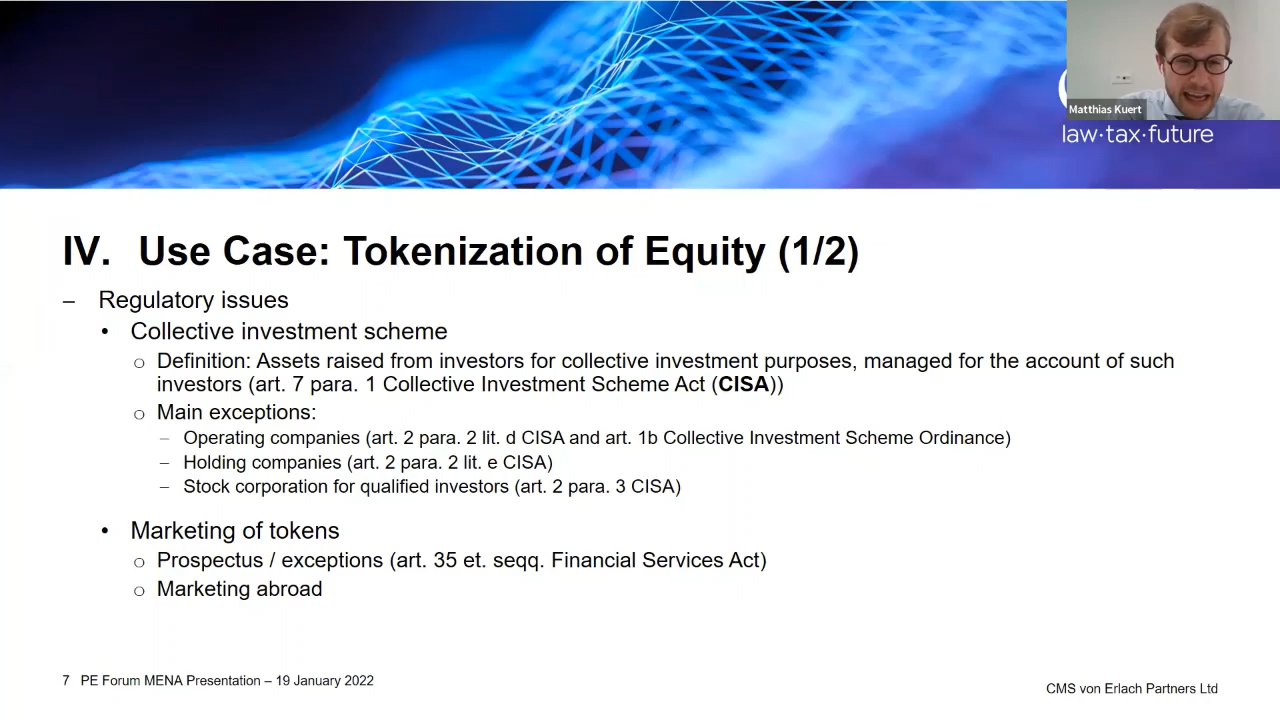 Matthias Kuert
law·tax·future
IV. Use Case: Tokenization of Equity (1/2)
– Regulatory issues
• Collective investment scheme
o Definition: Assets raised from investors for collective investment purposes, managed for the account of such
investors (art. 7 para. 1 Collective Investment Scheme Act (CISA))
o Main exceptions:
– Operating companies (art. 2 para. 2 lit. d CISA and art. 1b Collective Investment Scheme Ordinance)
– Holding companies (art. 2 para. 2 lit. e CISA)
– Stock corporation for qualified investors (art. 2 para. 3 CISA)
• Marketing of tokens
o Prospectus / exceptions (art. 35 et. seqq. Financial Services Act)
o Marketing abroad
7 PE Forum MENA Presentation – 19 January 2022
CMS von Erlach Partners Ltd